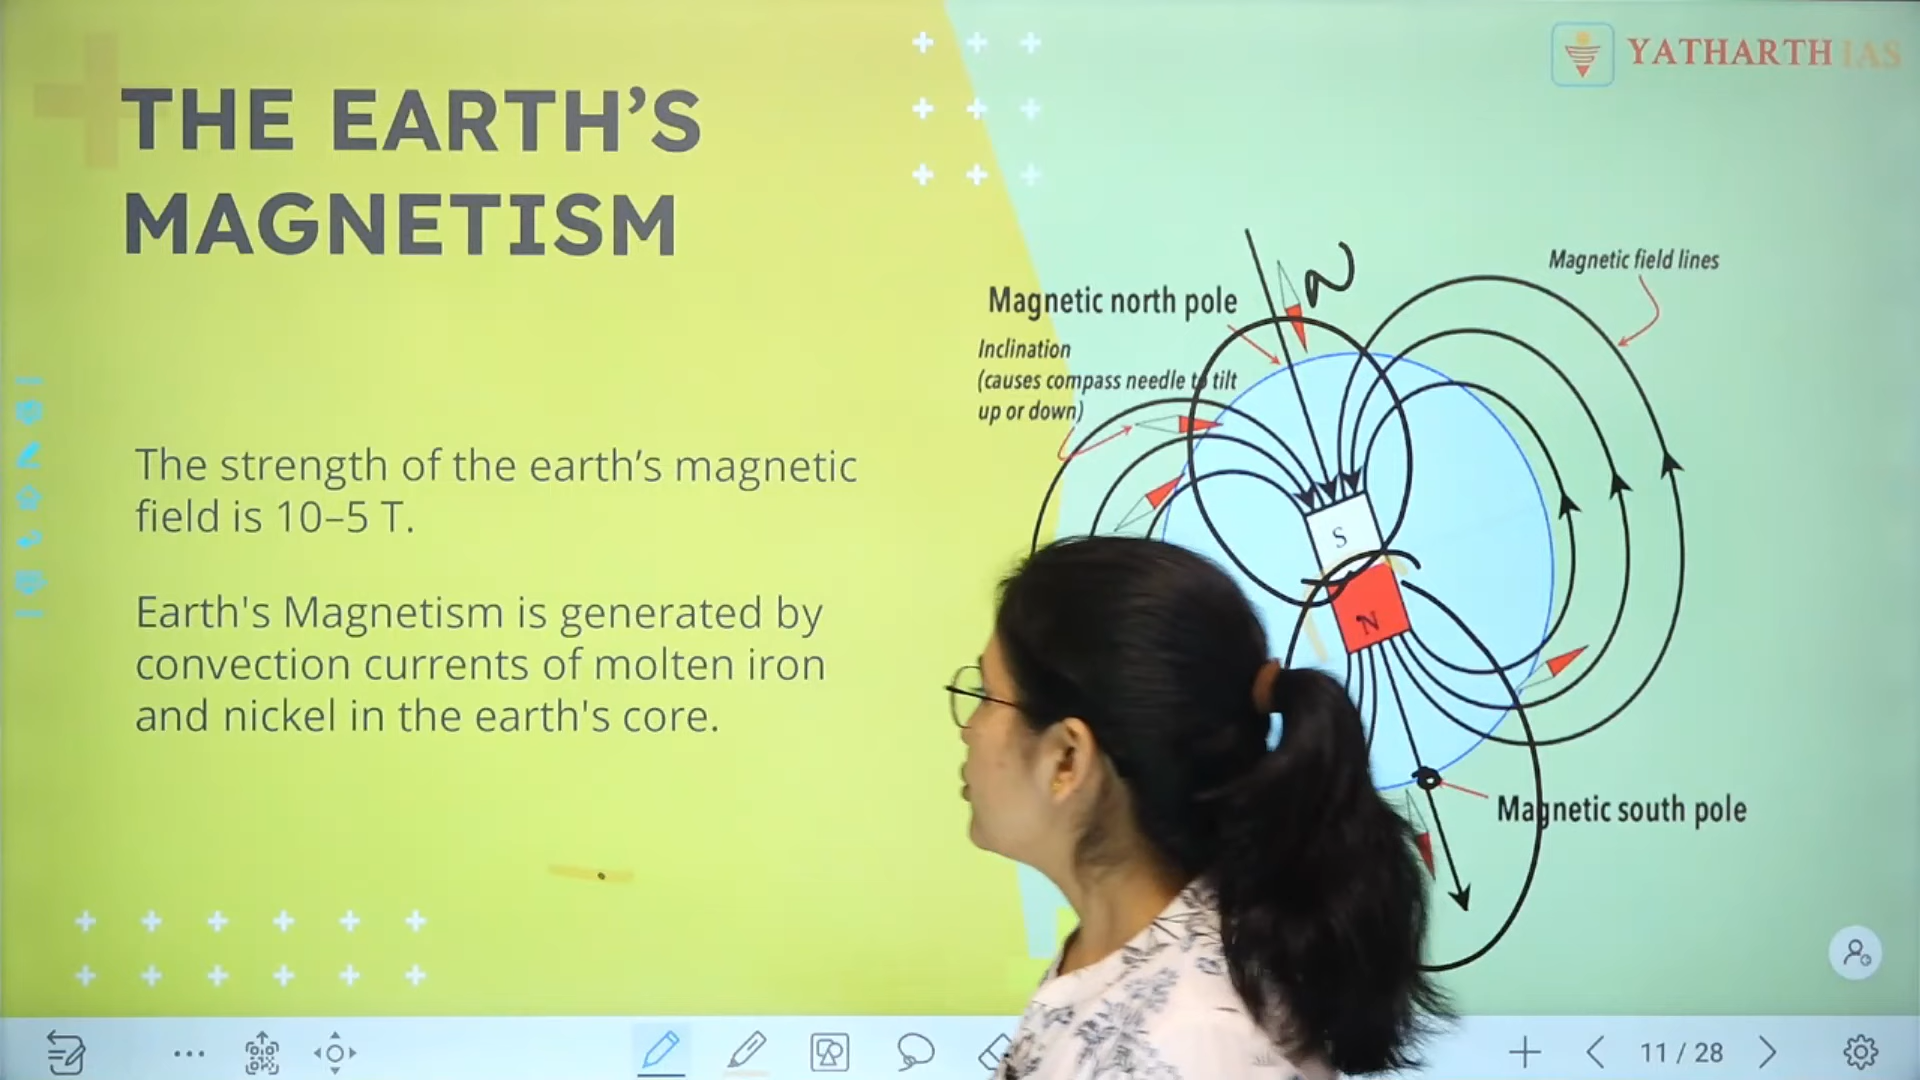 YATHARTH IAS
THE EARTH'S
MAGNETISM
Magnetic field lines
Magnetic north pole
Inclination
(causes compass needle to tilt
up or down)
The strength of the earth's magnetic
field is 10–5 T.
S
N
Earth's Magnetism is generated by
convection currents of molten iron
and nickel in the earth's core.
Magnetic south pole
11 / 28